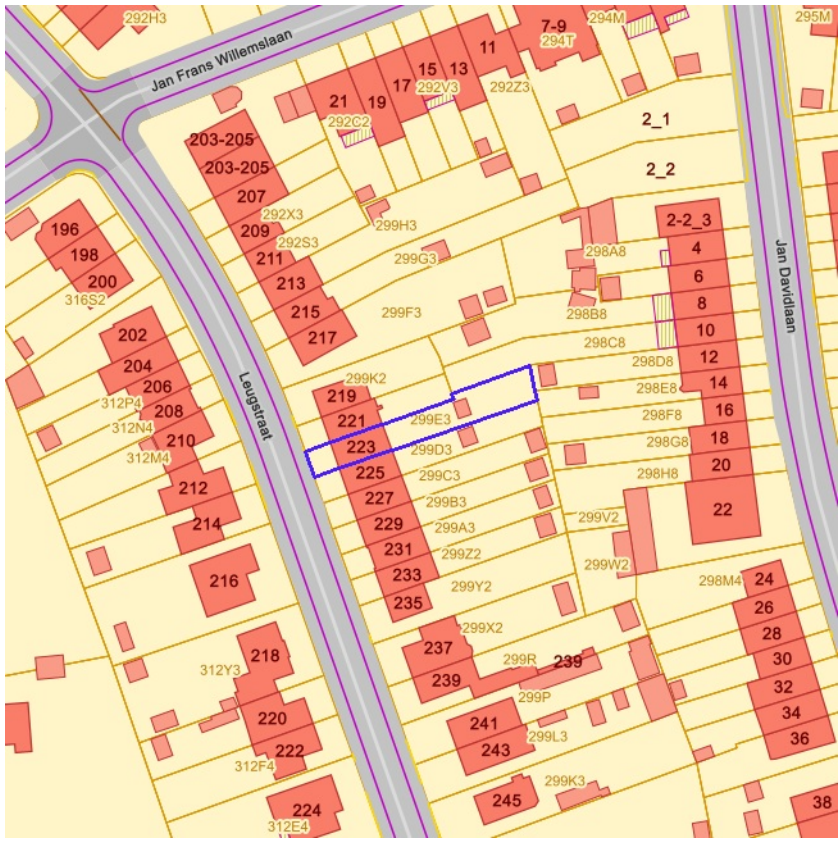 292H3
Jan Frans Willemslaan
7-9
294T
294M
295M
11
13
15
292V3
17
19
21
292C2
292Z3
2_1
2_2
203-205
203-205
207
292X3
209
292S3
211
213
215
217
299H3
299G3
299F3
196
198
200
316S2
202
204
206
312P4
208
312N4
210
312M4
212
214
216
Leugstraat
2-2_3
4
6
8
10
12
14
16
18
20
22
Jan Davidlaan
298A8
298B8
298C8
298D8
298E8
298F8
298G8
298H8
299K2
219
221
299E3
223
299D3
225
299C3
227
299B3
229
299A3
231
299Z2
233
299Y2
235
299V2
299W2
298M4
24
26
28
30
32
34
36
38
299X2
237
299R
239
239
299P
241
299L3
243
299K3
245
312Y3
218
220
222
312F4
224
312E4